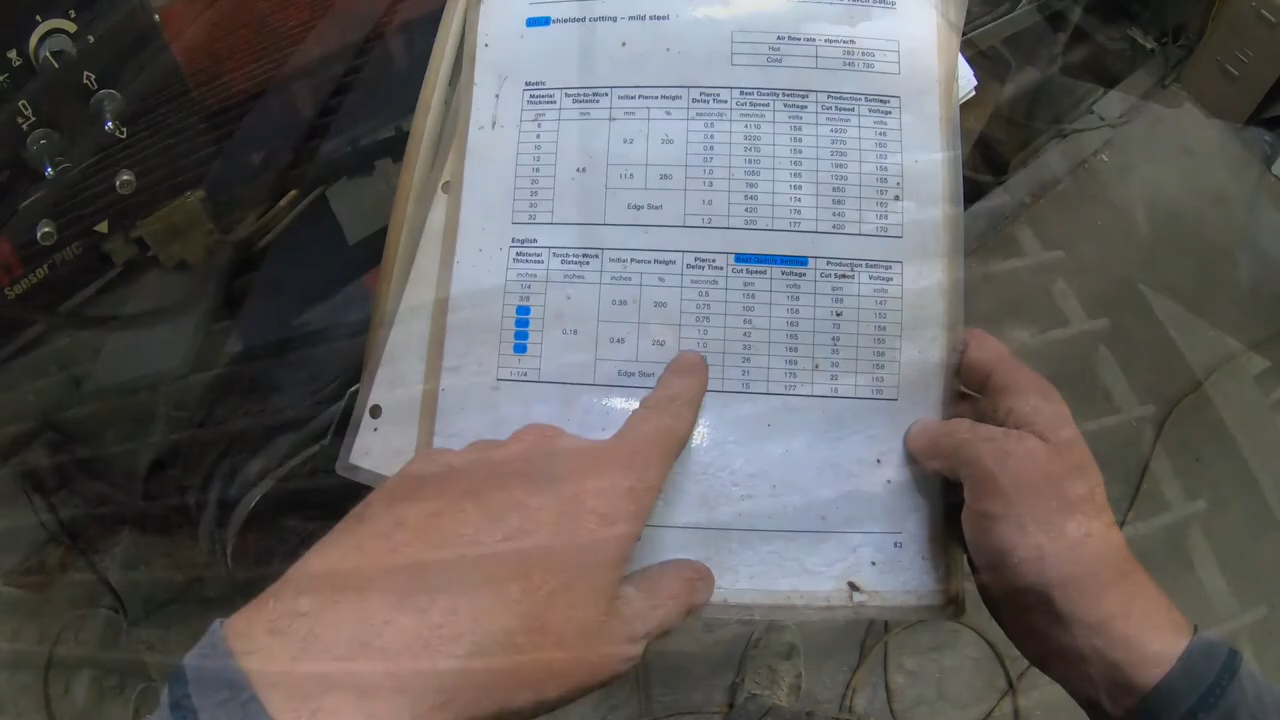 Torch Setup
shielded cutting – mild steel
Air flow rate – slpm/scfh
Hot 283 / 600
Cold 345 / 730
Metric
Material Thickness Torch-to-Work Distance Initial Pierce Height Pierce Delay Time Best Quality Settings Production Settings
Cut Speed Voltage Cut Speed Voltage
mm mm mm % seconds mm/min volts mm/min volts
6 4.6 9.2 200 0.5 4110 158 4920 146
8 0.6 3220 158 3770 150
10 0.8 2410 159 2730 153
12 0.7 1810 163 1980 155
16 11.5 250 1.0 1050 165 1230 155
20 1.3 780 168 850 157
25 Edge Start 1.0 540 174 580 162
30 420 176 440 168
32 1.2 370 177 400 170
English
Material Thickness Torch-to-Work Distance Initial Pierce Height Pierce Delay Time Best Quality Settings Production Settings
Cut Speed Voltage Cut Speed Voltage
inches inches inches % seconds ipm volts ipm volts
1/4 0.18 0.36 200 0.5 156 158 188 147
3/8 0.75 100 158 152
0.75 66 163 73 156
1.0 42 165 49 155
0.45 250 1.0 33 168 35 156
26 169 30 158
1 Edge Start 21 175 22 163
1-1/4 15 177 16 170
83
1
2
3
Sensor PHC